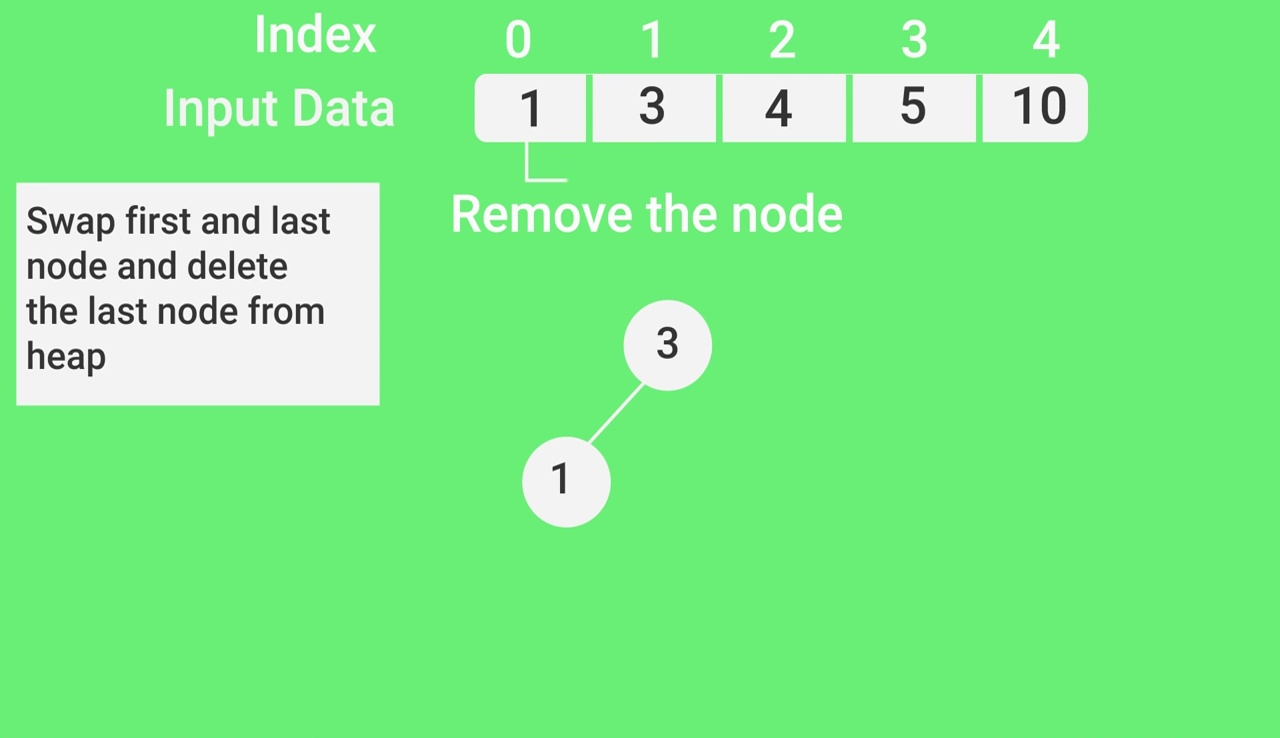 Index 0 1 2 3 4
Input Data 1 3 4 5 10
Swap first and last
node and delete
the last node from
heap
Remove the node
3
1